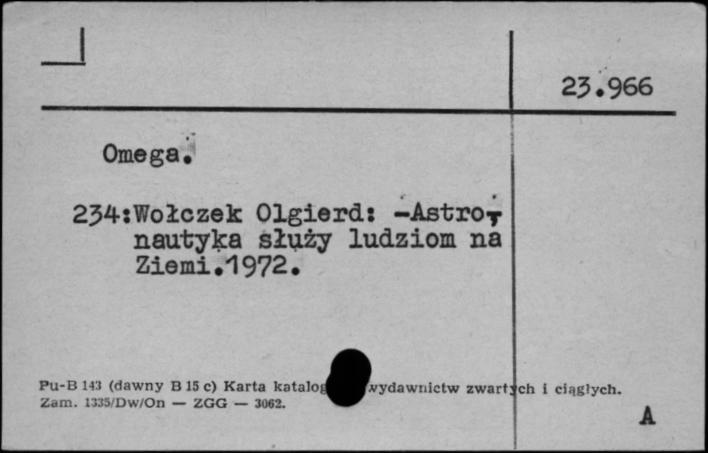 23.966
Omega.
234:Wołczek Olgierd: -Astro-
nautyka służy ludziom na
Ziemi.1972.
Pu-B 143 (dawny B 15 c) Karta katalog wydawnictw zwartych i ciągłych.
Zam. 1335/Dw/On — ZGG — 3062.
A